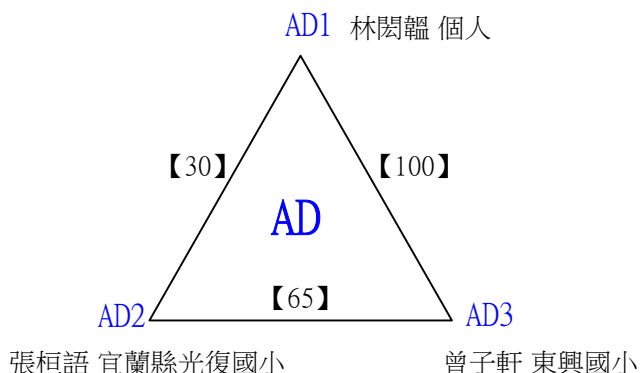 AD1 林閎韞 個人
【30】 【100】
AD
【65】
AD2 AD3
張桓語 宜蘭縣光復國小 曾子軒 東興國小